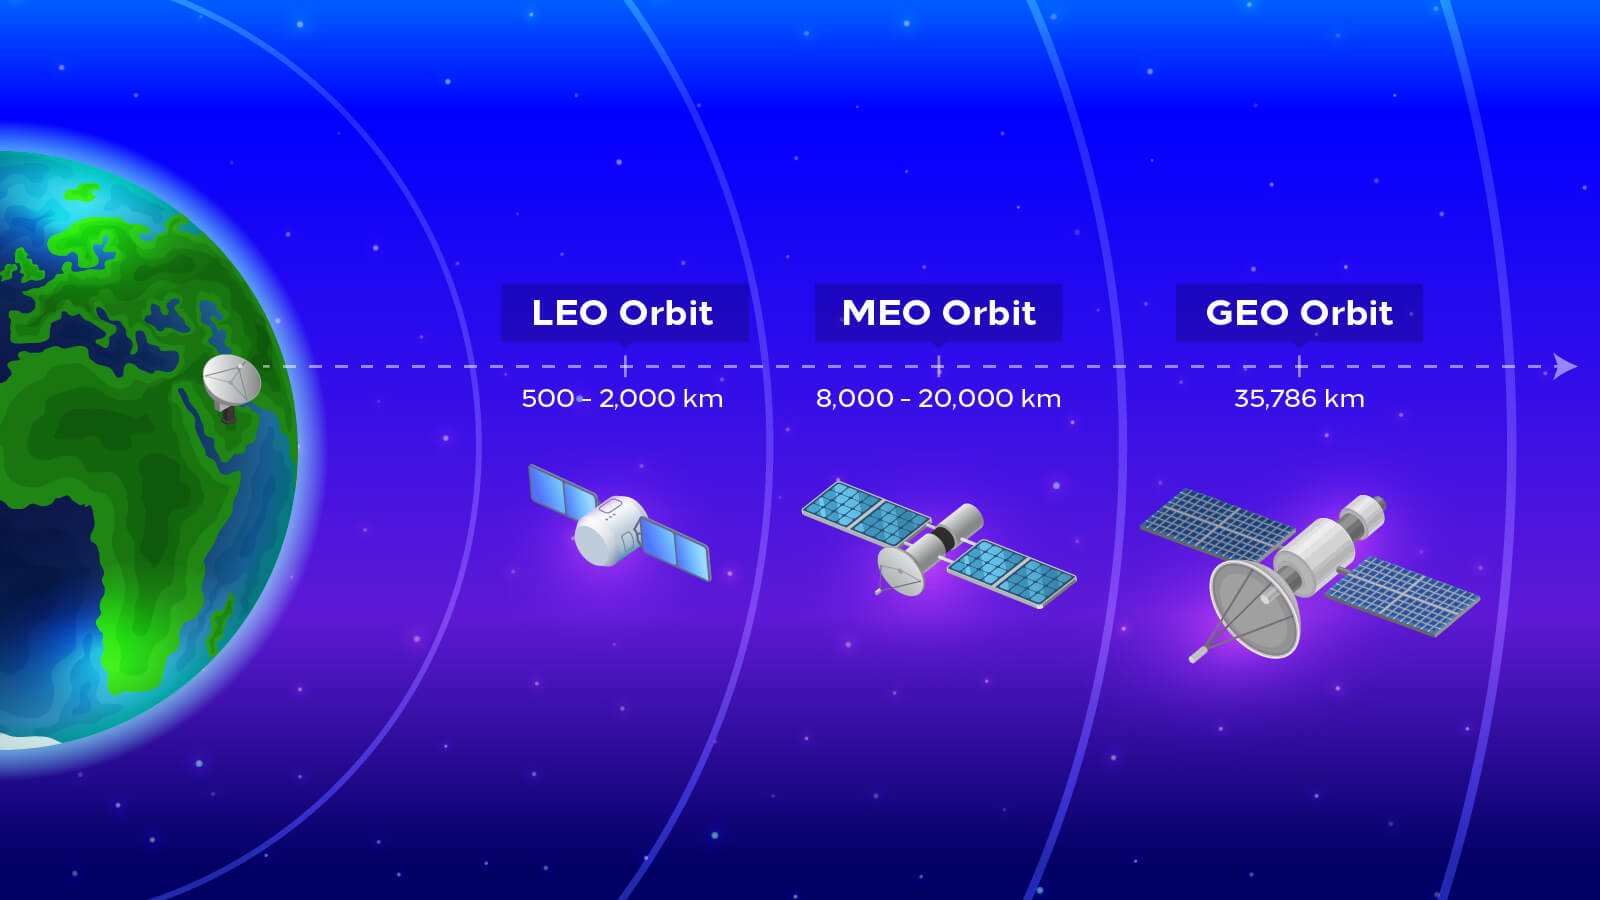 LEO Orbit
500 - 2,000 km
MEO Orbit
8,000 - 20,000 km
GEO Orbit
35,786 km